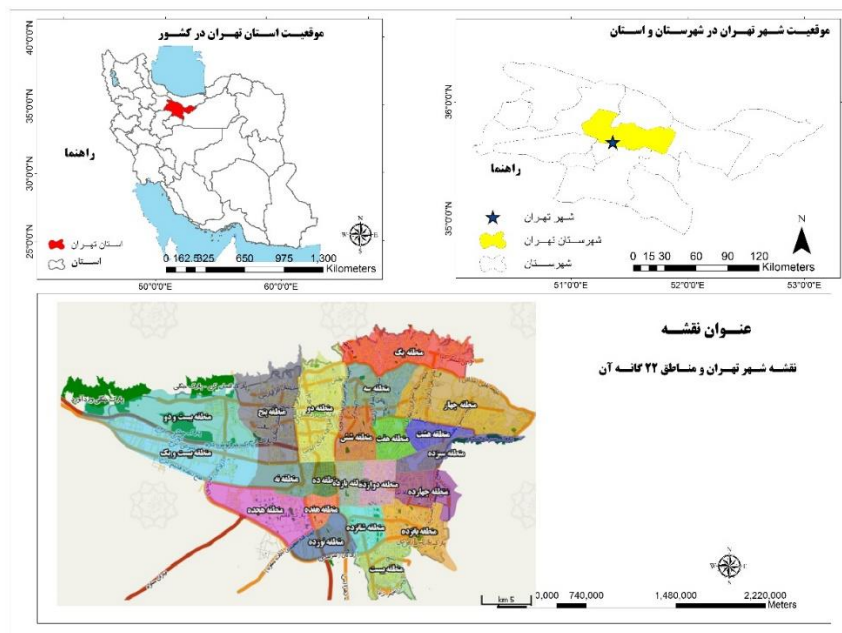 موقعیت استان تهران در کشور
40°0'0"N
35°0'0"N
30°0'0"N
25°0'0"N
راهنما
استان تهران
استان
N
W
E
S
0 162.5325 650 975 1,300
Kilometers
50°0'0"E 60°0'0"E
موقعیت شهر تهران در شهرستان و استان
36°0'0"N
35°0'0"N
راهنما
شهر تهران
شهرستان تهران
شهرستان
N
0 15 30 60 90 120
Kilometers
51°0'0"E 52°0'0"E 53°0'0"E
عنوان نقشه
نقشه شهر تهران و مناطق ۲۲ گانه آن
منطقه یک
منطقه سه
منطقه چهار
منطقه دو
منطقه پنج
منطقه بیست و دو
منطقه هشت
منطقه هفت
منطقه شش
منطقه سیزده
منطقه بیست و یک
منطقه نه
منطقه ده
منطقه یازده
منطقه دوازده
منطقه چهارده
منطقه هجده
منطقه هفده
منطقه شانزده
منطقه پانزده
منطقه نوزده
منطقه بیست
N
W
E
S
km 5
0,000 740,000 1,480,000 2,220,000
Meters